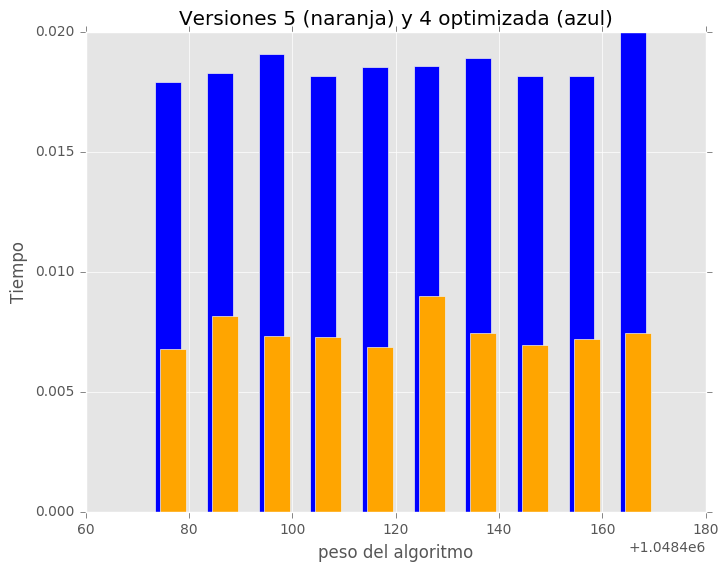 Versiones 5 (naranja) y 4 optimizada (azul)
0.020
0.015
0.010
0.005
0.000
Tiempo
60 80 100 120 140 160 180
+1.0484e6
peso del algoritmo